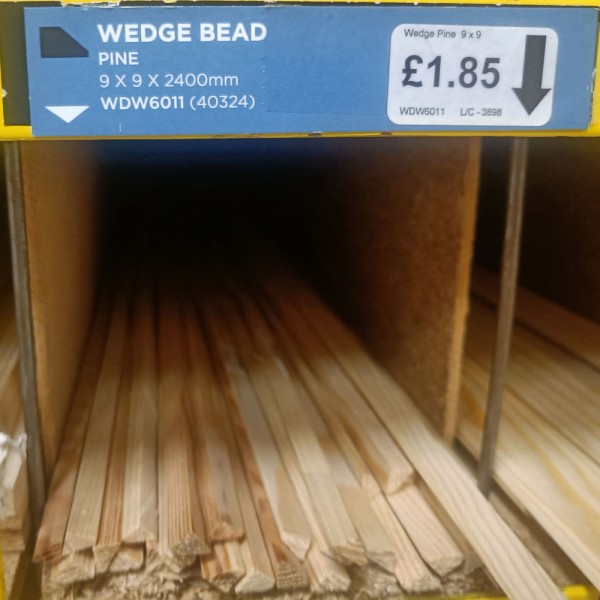 WEDGE BEAD
PINE
9 X 9 X 2400mm
WDW6011 (40324)
Wedge Pine 9 x 9
£1.85
WDW6011 L/C -3898